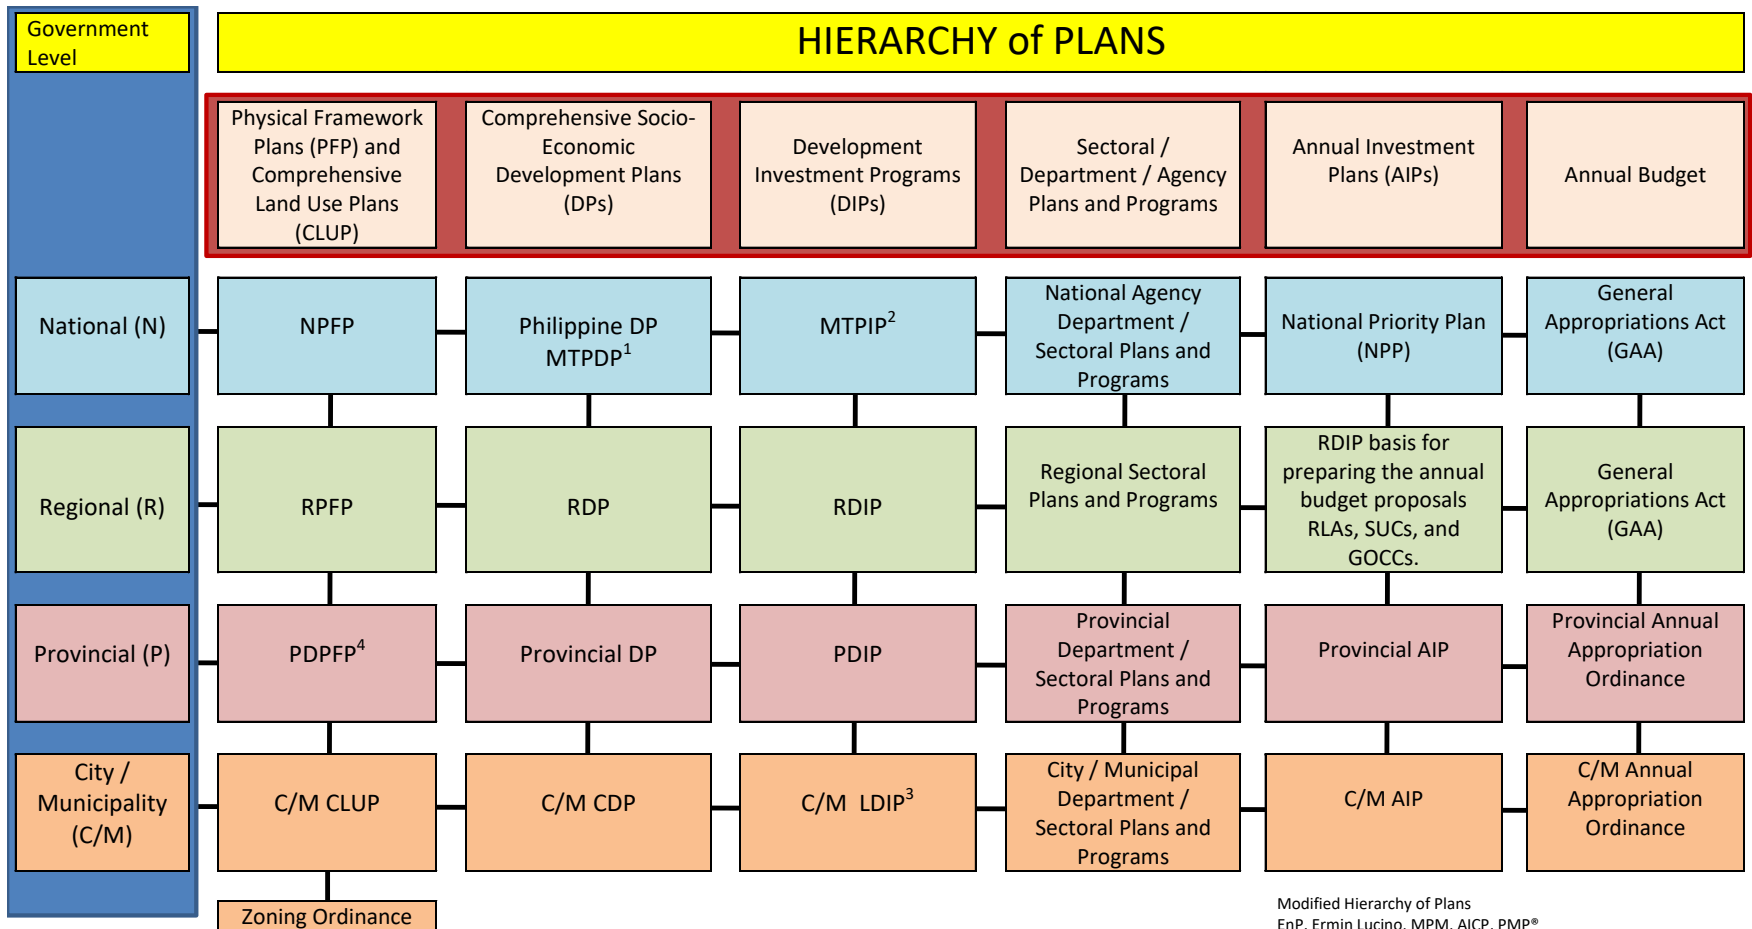 Government
Level
HIERARCHY of PLANS
Physical Framework
Plans (PFP) and
Comprehensive
Land Use Plans
(CLUP)
Comprehensive Socio-
Economic
Development Plans
(DPs)
Development
Investment Programs
(DIPs)
Sectoral /
Department / Agency
Plans and Programs
Annual Investment
Plans (AIPs)
Annual Budget
National (N)
NPFP
Philippine DP
MTPDP¹
MTPIP²
National Agency
Department /
Sectoral Plans and
Programs
National Priority Plan
(NPP)
General
Appropriations Act
(GAA)
Regional (R)
RPFP
RDP
RDIP
Regional Sectoral
Plans and Programs
RDIP basis for
preparing the annual
budget proposals
RLAs, SUCs, and
GOCCs.
General
Appropriations Act
(GAA)
Provincial (P)
PDPFP⁴
Provincial DP
PDIP
Provincial
Department /
Sectoral Plans and
Programs
Provincial AIP
Provincial Annual
Appropriation
Ordinance
City /
Municipality
(C/M)
C/M CLUP
C/M CDP
C/M LDIP³
City / Municipal
Department /
Sectoral Plans and
Programs
C/M AIP
C/M Annual
Appropriation
Ordinance
Zoning Ordinance
Modified Hierarchy of Plans
EnP. Ermin Lucino, MPM, AICP, PMP®